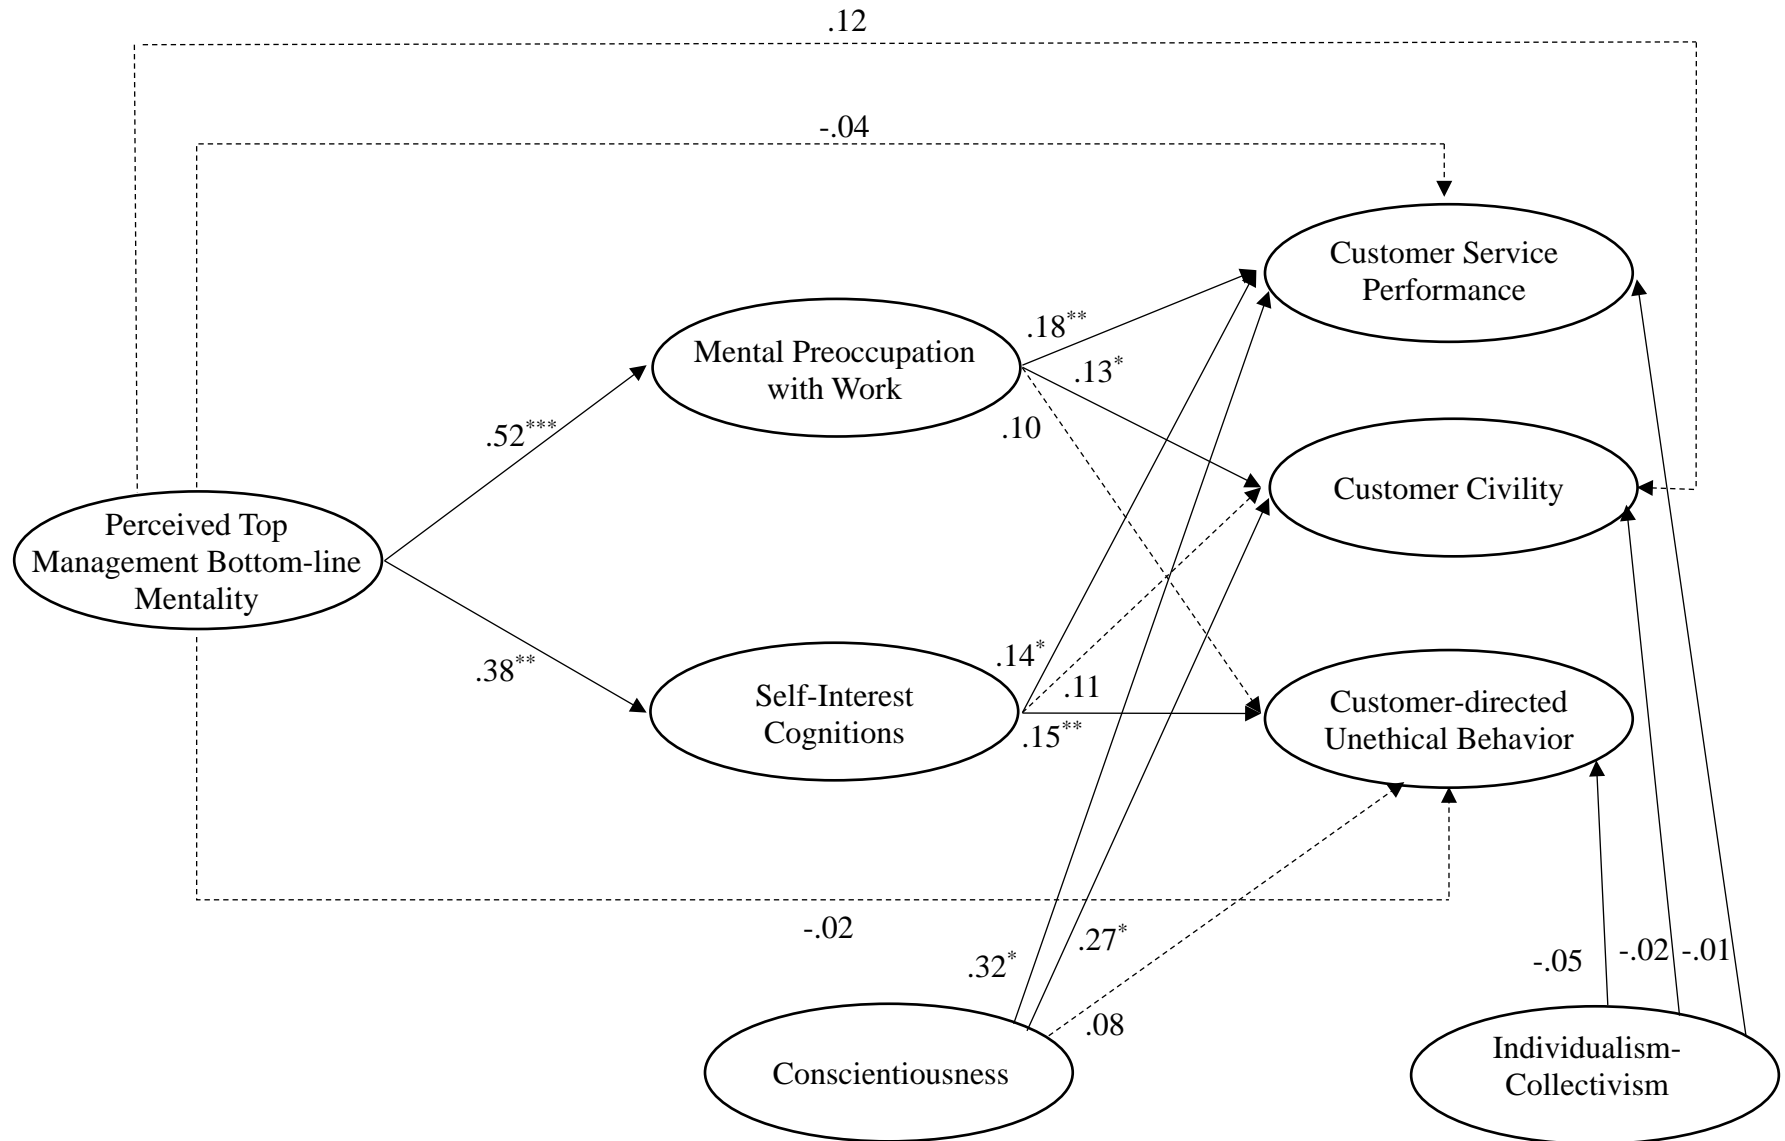 .12
-.04
Customer Service
Performance
.18**
Mental Preoccupation
with Work
.13*
.10
.52***
Customer Civility
Perceived Top
Management Bottom-line
Mentality
.38**
.14*
.11
.15**
Self-Interest
Cognitions
Customer-directed
Unethical Behavior
-.02
.32*
.27*
.08
-.05
-.02
-.01
Conscientiousness
Individualism-
Collectivism